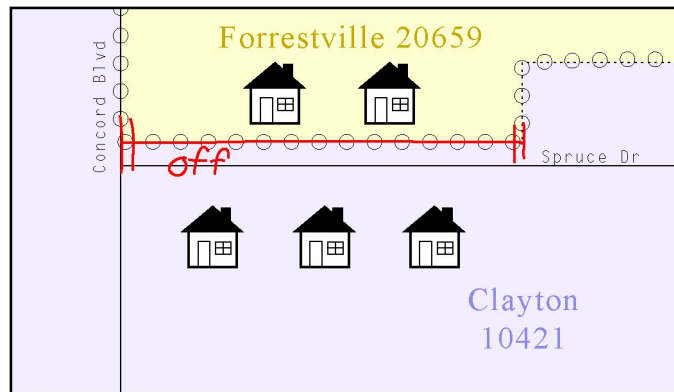 Forrestville 20659
Concord Blvd
off
Spruce Dr
Clayton
10421